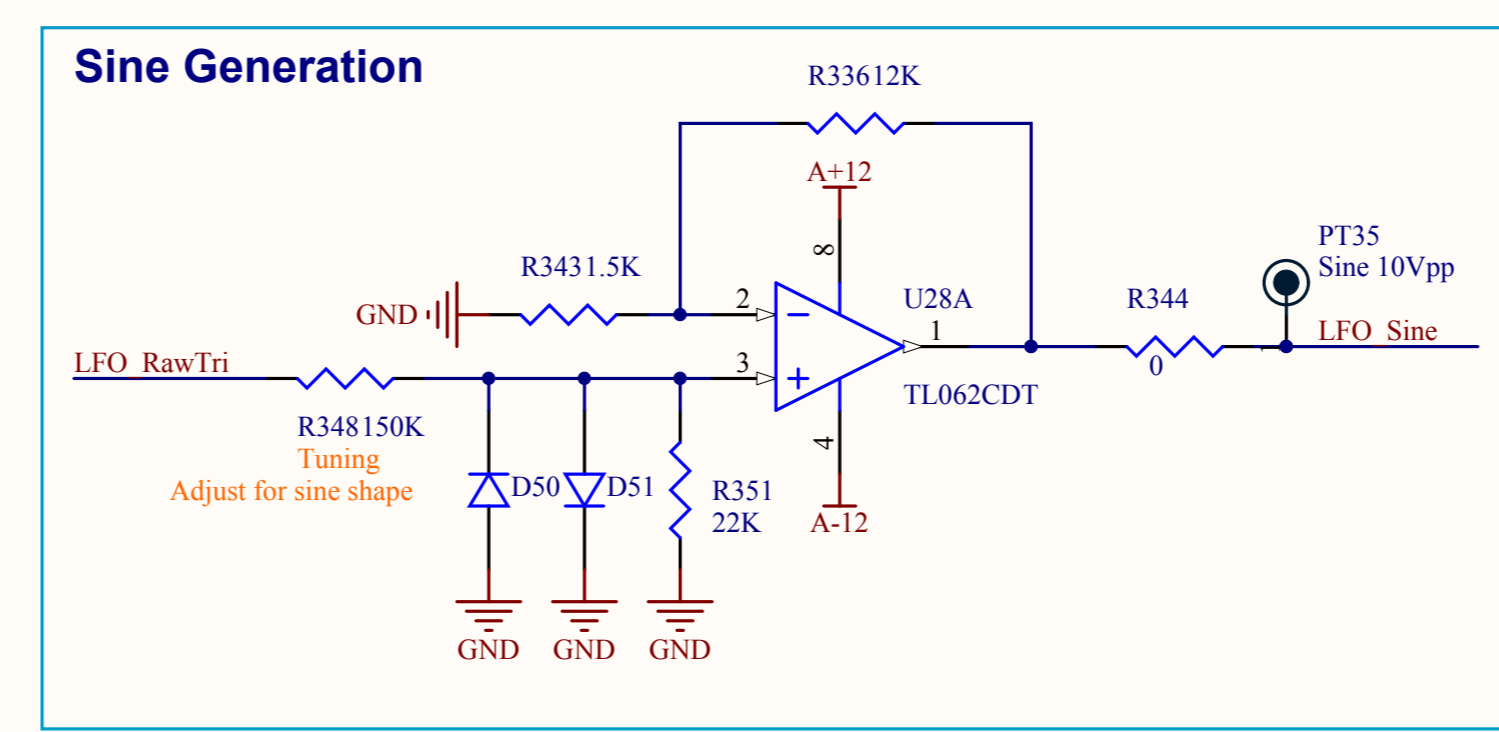 Sine Generation
R33612K
A+12
8
PT35
Sine 10Vpp
R3431.5K
GND
2
U28A
1
R344
LFO_Sine
1
0
LFO_RawTri
3
TL062CDT
R348150K
Tuning
Adjust for sine shape
4
D50
D51
R351
22K
A-12
GND
GND
GND